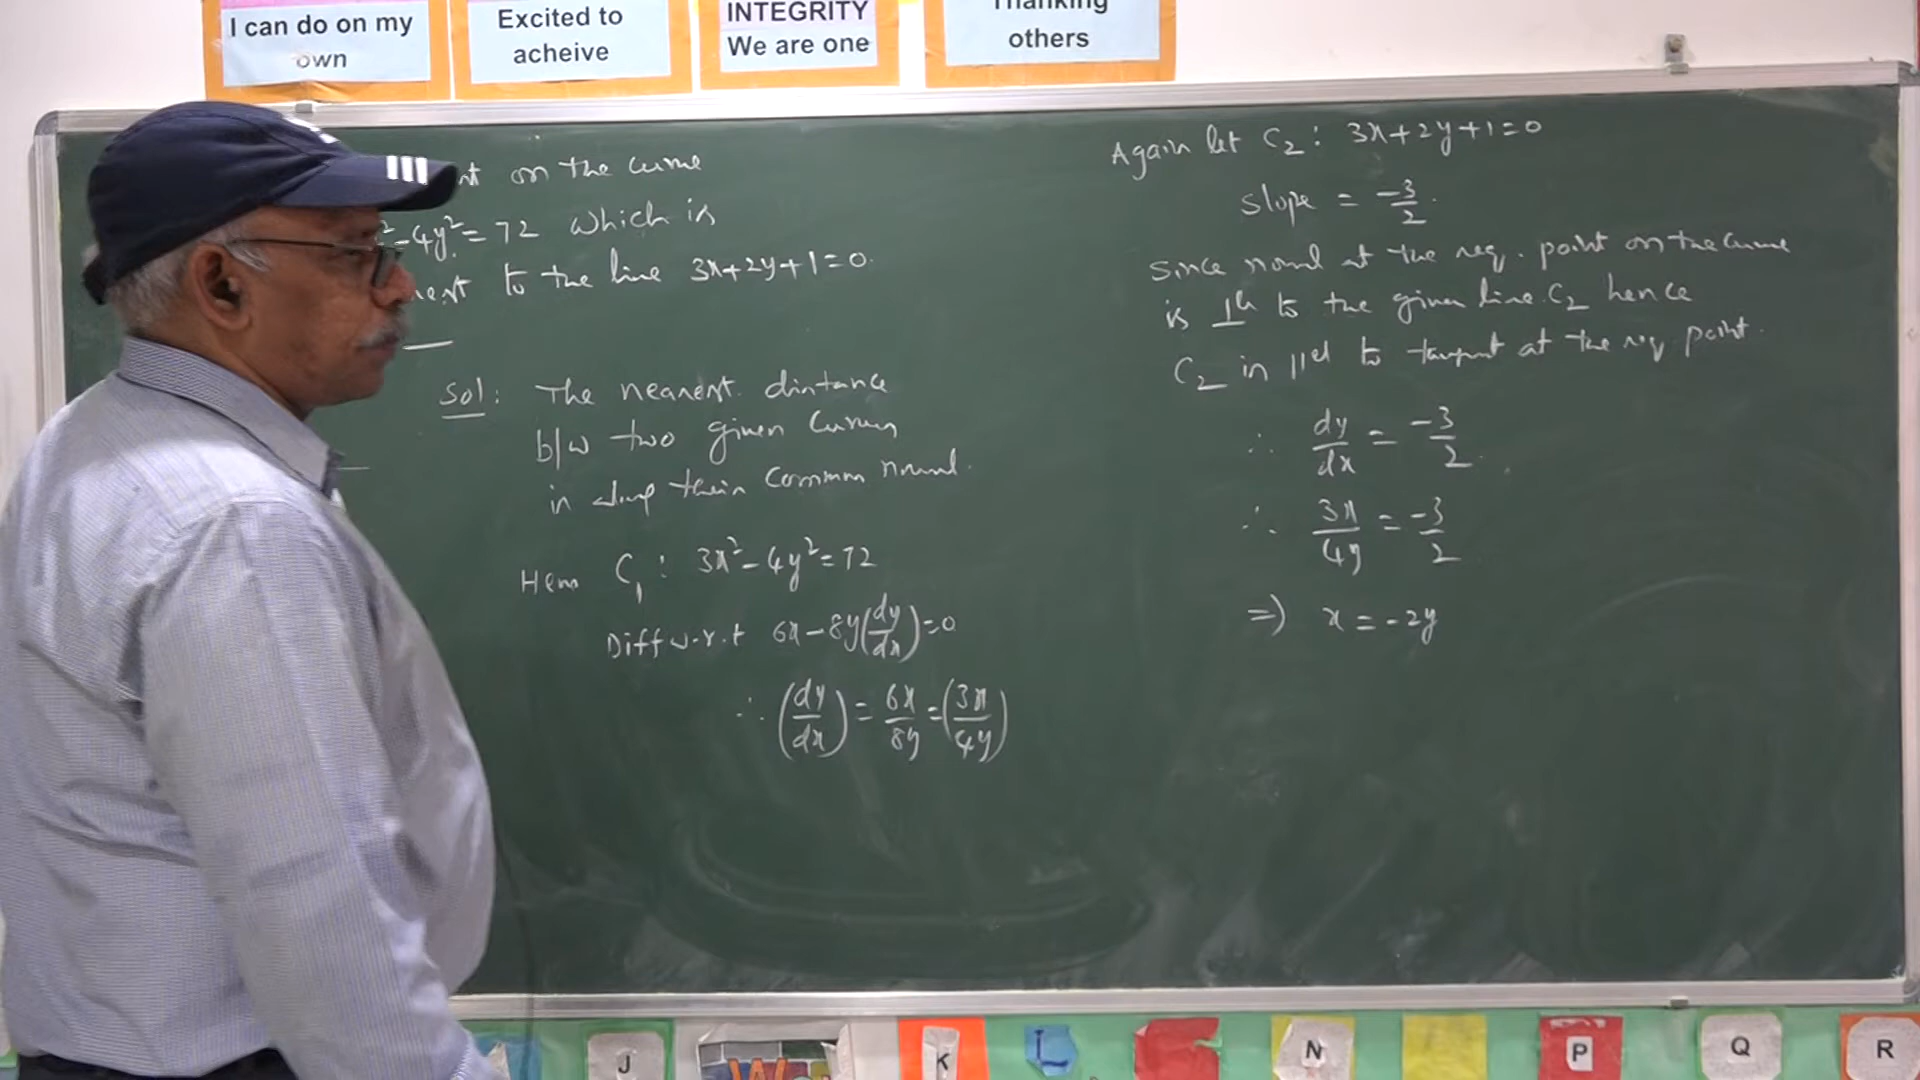 I can do on my
own
Excited to
acheive
INTEGRITY
We are one
Thanking
others
nt on the curve
²-4y²=72 which is
nearest to the line 3x+2y+1=0.
Sol: The nearest distance
b/w two given curves
is along their common normal.
Here C₁: 3x²-4y²=72
Diff w.r.t 6x-8y(dy/dx)=0
∴ (dy/dx)=6x/8y=(3x/4y)
Again let C₂: 3x+2y+1=0
slope = -3/2.
since normal at the req. point on the curve
is ⊥ʳ to the given line C₂ hence
C₂ is ||el to tangent at the req point.
∴ dy/dx = -3/2
∴ 3x/4y = -3/2
⇒ x=-2y
J
K
L
N
P
Q
R